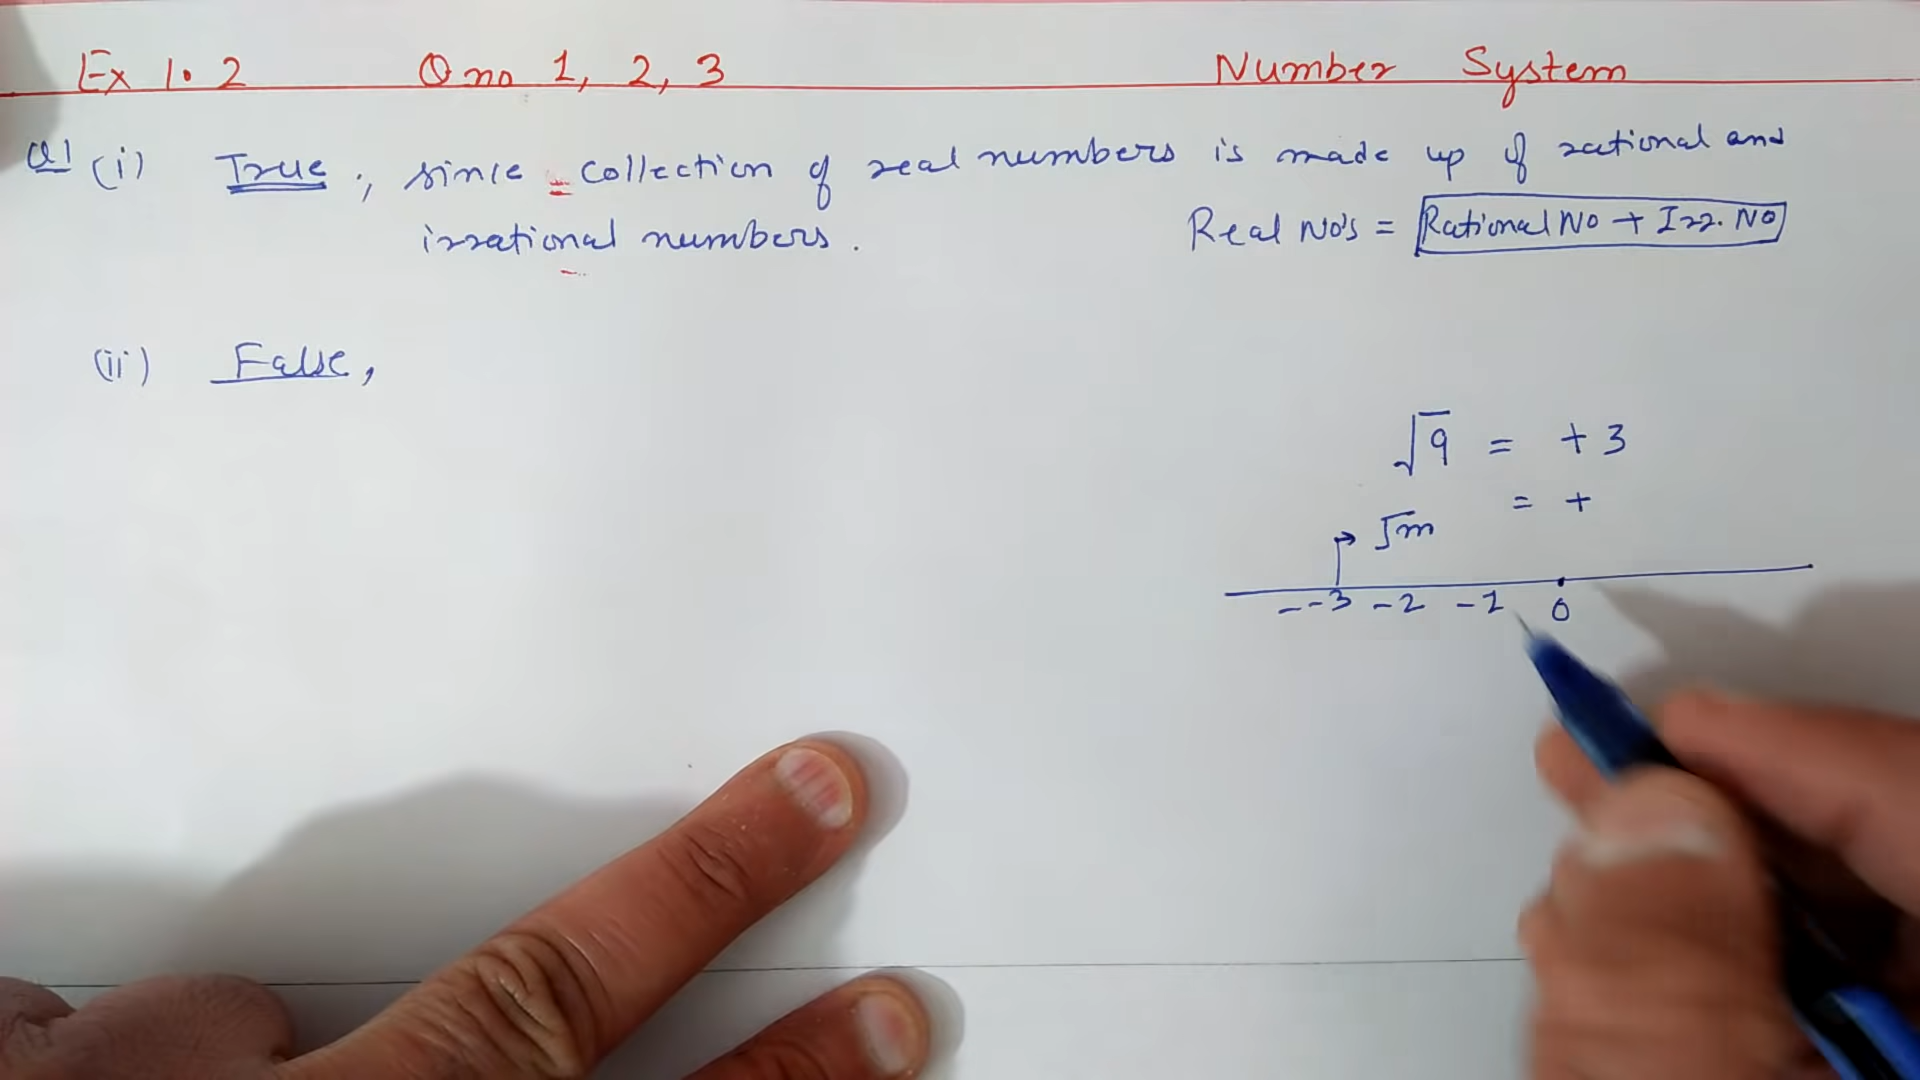 Ex 1.2 Q no 1, 2, 3 Number System
Q1 (i) True, since collection of real numbers is made up of rational and
irrational numbers. Real No's = Rational No + Irr. No
(ii) False,
√9 = + 3
= +
√m
- -3 -2 -1 0